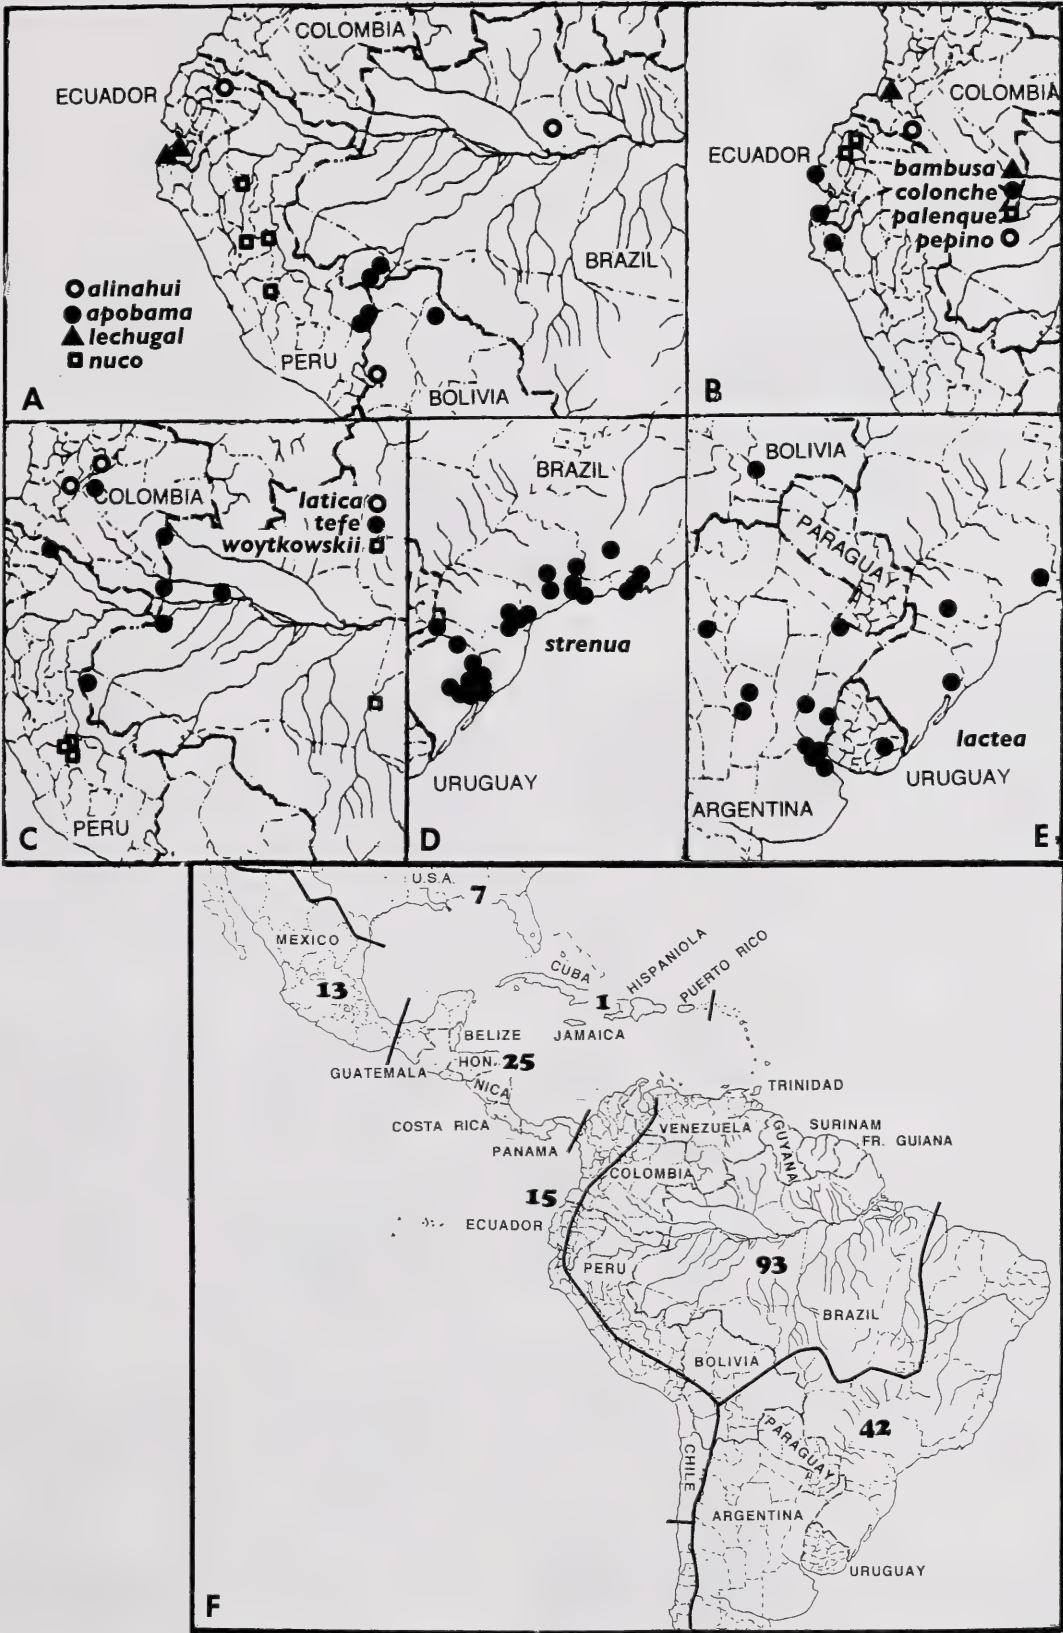 COLOMBIA
ECUADOR
BRAZIL
alinahui
apobama
lechugal
nuco
PERU
BOLIVIA
A
COLOMBIA
ECUADOR
bambusa
colonche
palenque
pepino
B
COLOMBIA
latica
tefe
woytkowskii
PERU
C
BRAZIL
strenua
URUGUAY
D
BOLIVIA
PARAGUAY
lactea
URUGUAY
ARGENTINA
E
U.S.A.
7
MEXICO
13
CUBA
HISPANIOLA
PUERTO RICO
1
BELIZE
JAMAICA
HON.
25
GUATEMALA
NICA
TRINIDAD
COSTA RICA
VENEZUELA
GUYANA
SURINAM
FR. GUIANA
PANAMA
COLOMBIA
15
ECUADOR
PERU
93
BRAZIL
BOLIVIA
42
PARAGUAY
CHILE
ARGENTINA
URUGUAY
F